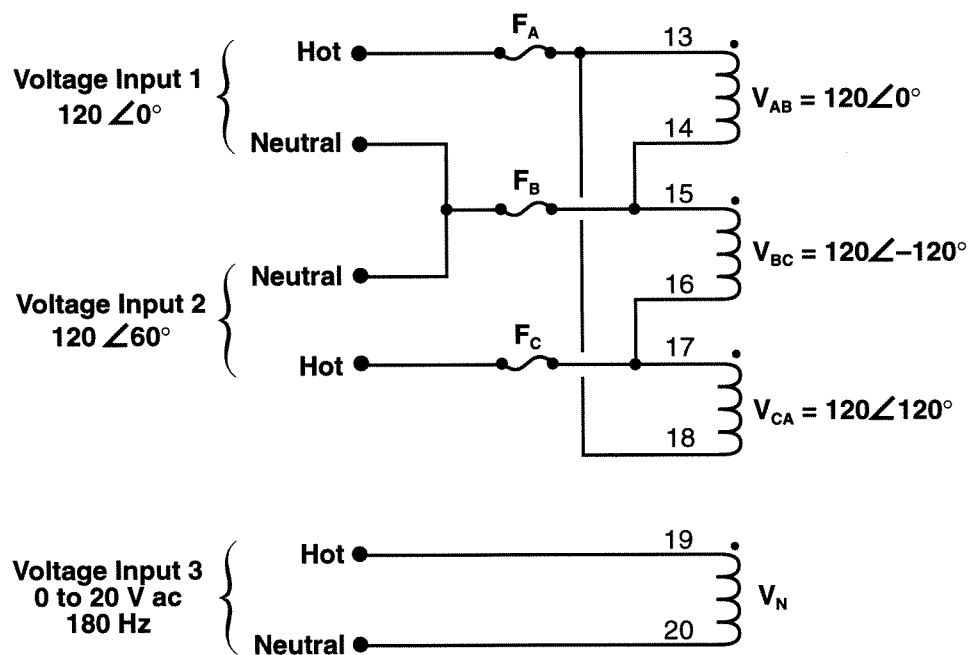 Voltage Input 1
120 ∠0°
Hot
Neutral
F_A
13
14
V_AB = 120∠0°
F_B
15
16
V_BC = 120∠–120°
Voltage Input 2
120 ∠60°
Neutral
Hot
F_C
17
18
V_CA = 120∠120°
Voltage Input 3
0 to 20 V ac
180 Hz
Hot
Neutral
19
20
V_N